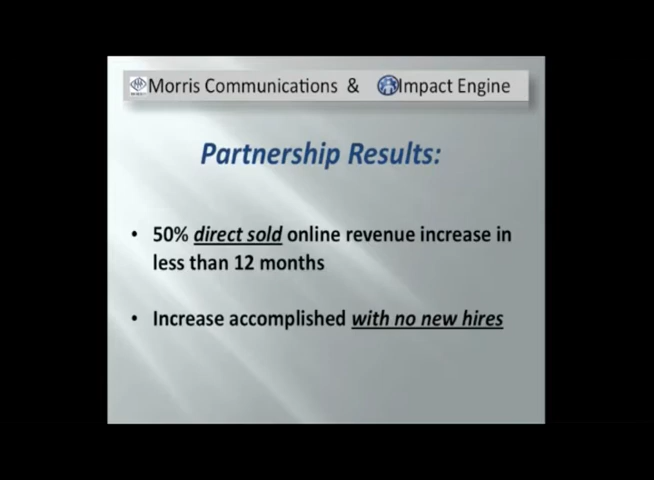 Morris Communications & Impact Engine
Partnership Results:
• 50% direct sold online revenue increase in
less than 12 months
• Increase accomplished with no new hires